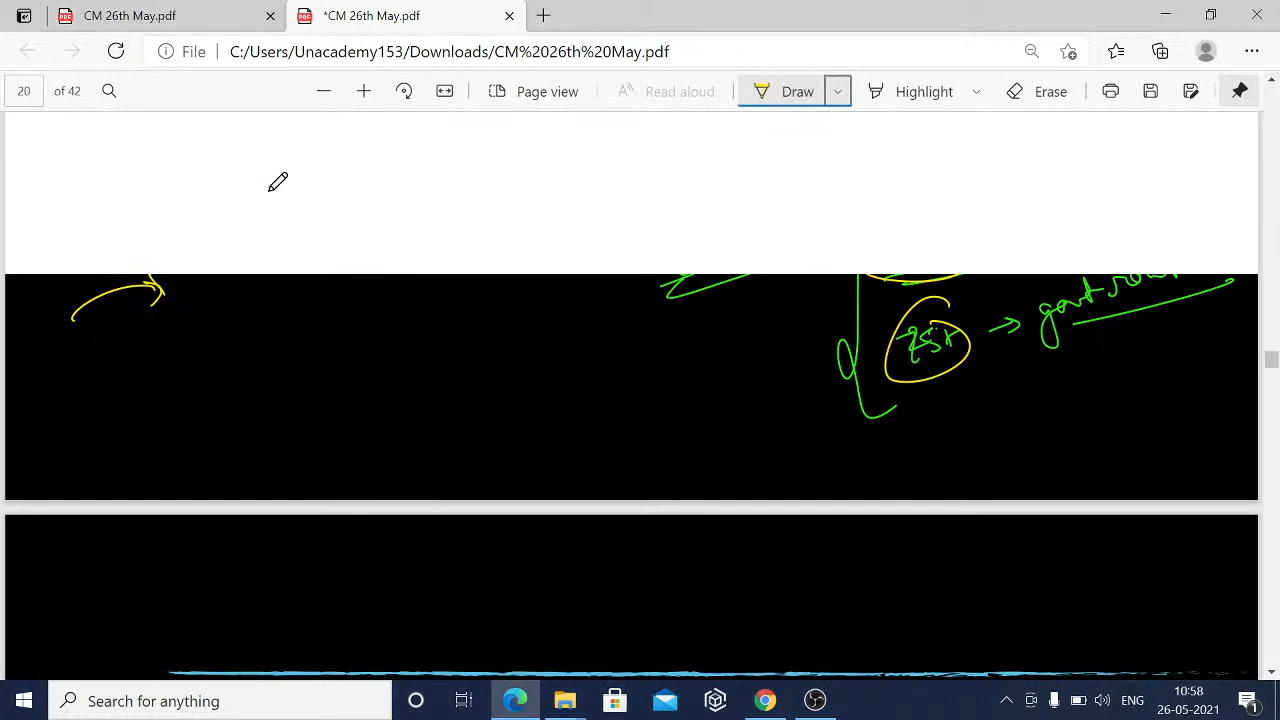 CM 26th May.pdf
*CM 26th May.pdf
File C:/Users/Unacademy153/Downloads/CM%2026th%20May.pdf
20 of 42 Page view Read aloud Draw Highlight Erase
govt.
Search for anything
ENG
10:58
26-05-2021